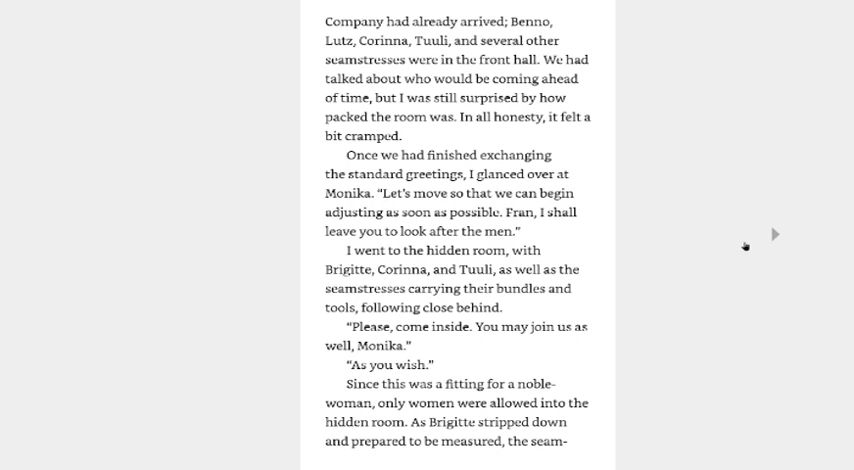 Company had already arrived; Benno,
Lutz, Corinna, Tuuli, and several other
seamstresses were in the front hall. We had
talked about who would be coming ahead
of time, but I was still surprised by how
packed the room was. In all honesty, it felt a
bit cramped.
Once we had finished exchanging
the standard greetings, I glanced over at
Monika. “Let’s move so that we can begin
adjusting as soon as possible. Fran, I shall
leave you to look after the men.”
I went to the hidden room, with
Brigitte, Corinna, and Tuuli, as well as the
seamstresses carrying their bundles and
tools, following close behind.
“Please, come inside. You may join us as
well, Monika.”
“As you wish.”
Since this was a fitting for a noble-
woman, only women were allowed into the
hidden room. As Brigitte stripped down
and prepared to be measured, the seam-